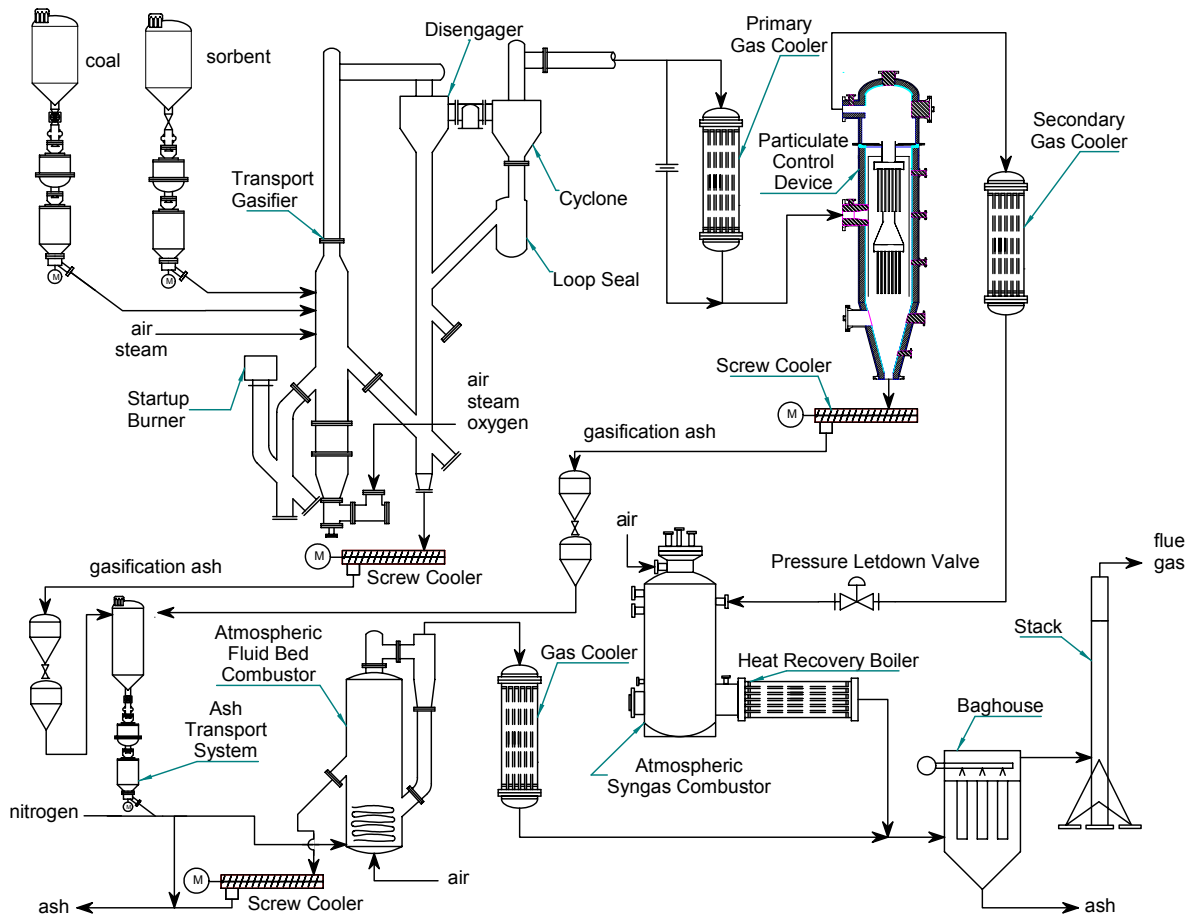 coal
sorbent
Disengager
Primary
Gas Cooler
Particulate
Control
Device
Secondary
Gas Cooler
Transport
Gasifier
Cyclone
Loop Seal
M
M
air
steam
Startup
Burner
air
steam
oxygen
Screw Cooler
M
gasification ash
M
Screw Cooler
gasification ash
air
Pressure Letdown Valve
flue
gas
Stack
Atmospheric
Fluid Bed
Combustor
Gas Cooler
Heat Recovery Boiler
Baghouse
Ash
Transport
System
Atmospheric
Syngas Combustor
M
nitrogen
M
Screw Cooler
air
ash
ash